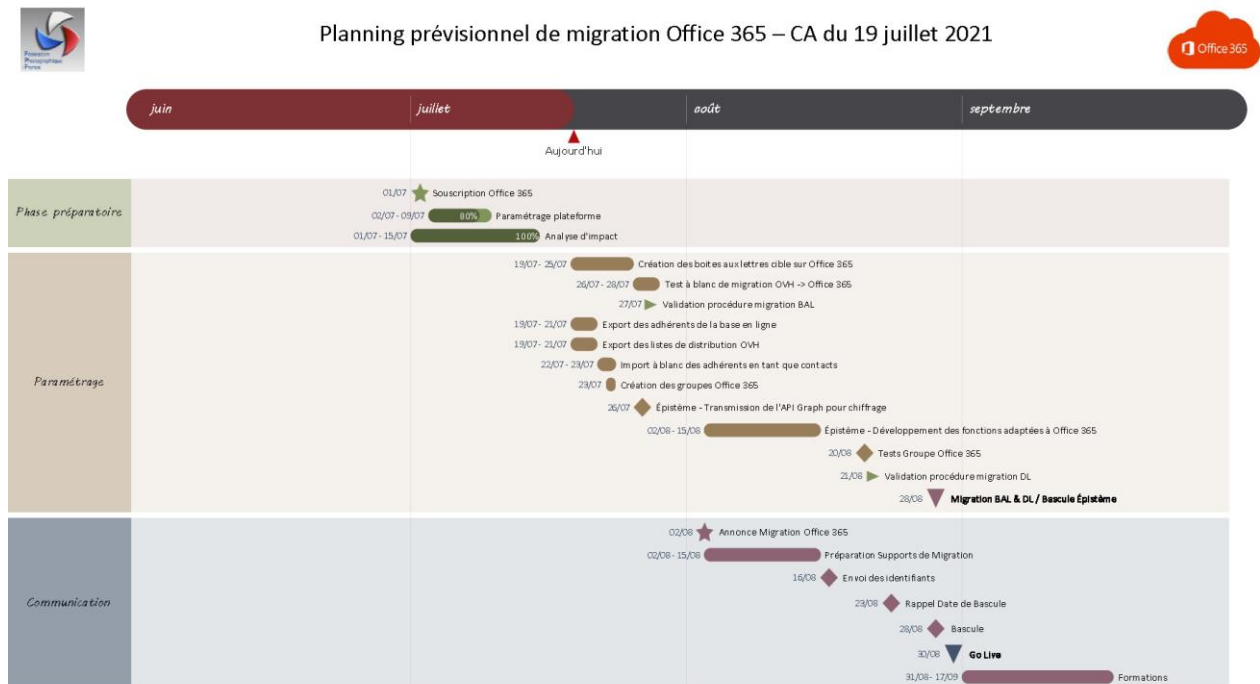 Planning prévisionnel de migration Office 365 – CA du 19 juillet 2021
Formation
Phonographique
Office 365
juin
juillet
août
septembre
Aujourd'hui
Phase préparatoire
01/07 Souscription Office 365
02/07 - 09/07 80% Paramétrage plateforme
01/07 - 15/07 100% Analyse d'impact
Paramétrage
19/07 - 25/07 Création des boites aux lettres cible sur Office 365
26/07 - 28/07 Test à blanc de migration OVH -> Office 365
27/07 Validation procédure migration BAL
19/07 - 21/07 Export des adhérents de la base en ligne
19/07 - 21/07 Export des listes de distribution OVH
22/07 - 23/07 Import à blanc des adhérents en tant que contacts
23/07 Création des groupes Office 365
26/07 Épistème - Transmission de l'API Graph pour chiffrage
02/08 - 15/08 Épistème - Développement des fonctions adaptées à Office 365
20/08 Tests Groupe Office 365
21/08 Validation procédure migration DL
28/08 Migration BAL & DL / Bascule Épistème
Communication
02/08 Annonce Migration Office 365
02/08 - 15/08 Préparation Supports de Migration
16/08 Envoi des identifiants
23/08 Rappel Date de Bascule
28/08 Bascule
30/08 Go Live
31/08 - 17/09 Formations